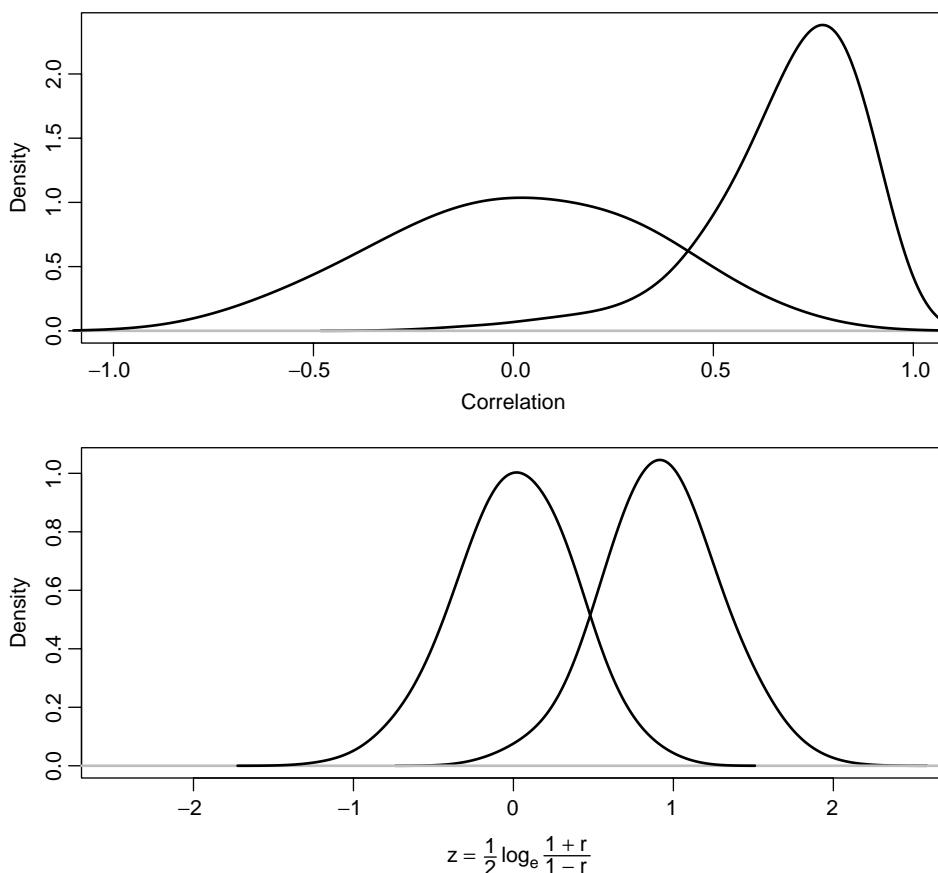 Density
0.0 0.5 1.0 1.5 2.0
−1.0 −0.5 0.0 0.5 1.0
Correlation
Density
0.0 0.2 0.4 0.6 0.8 1.0
−2 −1 0 1 2
z = 1/2 log_e (1 + r)/(1 − r)